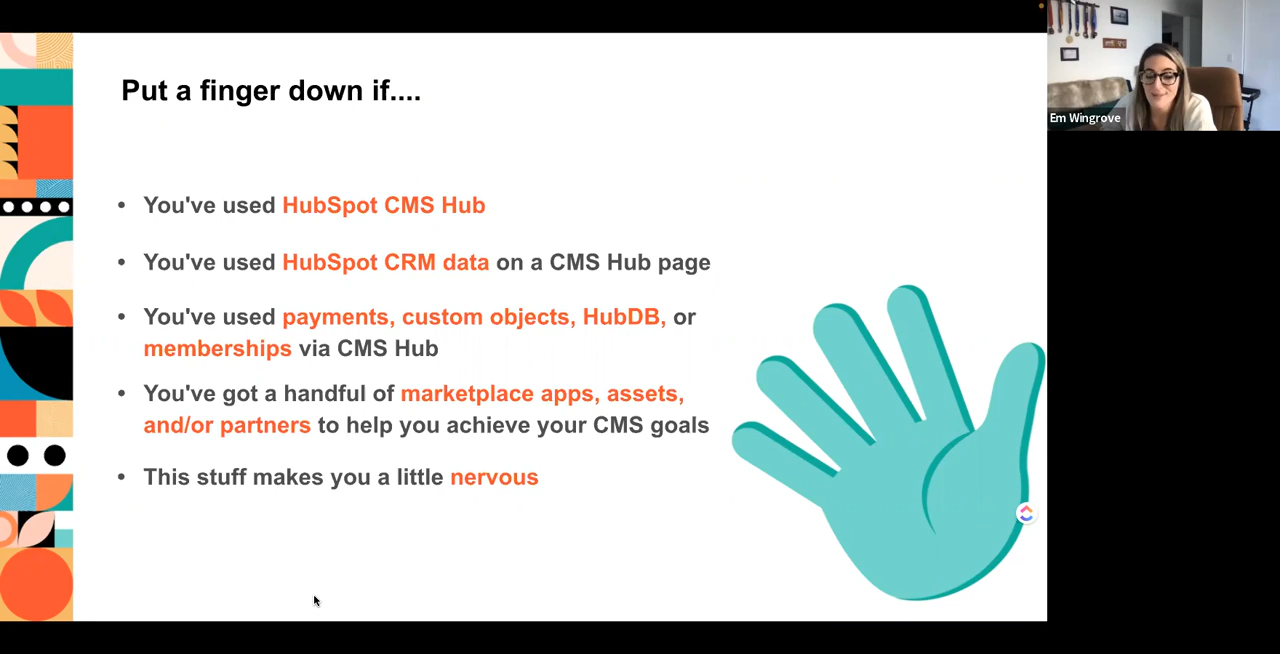 Put a finger down if....
• You've used HubSpot CMS Hub
• You've used HubSpot CRM data on a CMS Hub page
• You've used payments, custom objects, HubDB, or
memberships via CMS Hub
• You've got a handful of marketplace apps, assets,
and/or partners to help you achieve your CMS goals
• This stuff makes you a little nervous
Em Wingrove